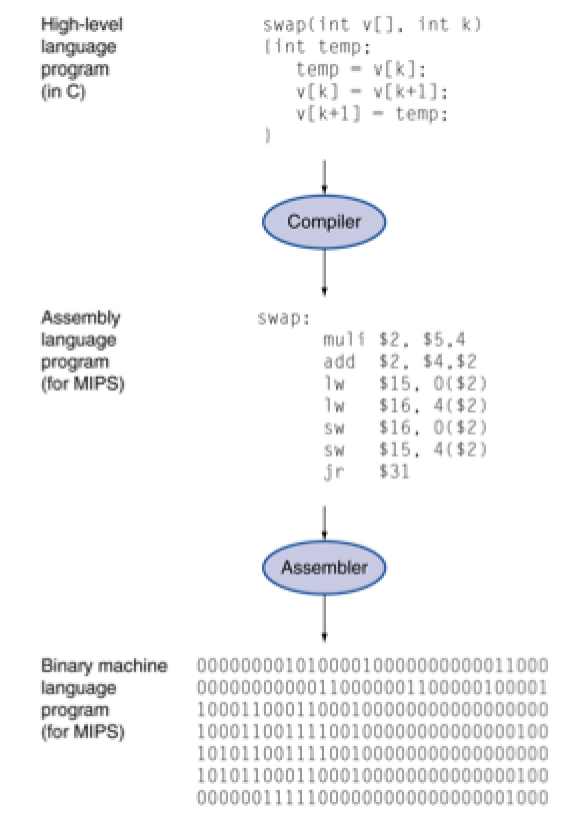 High-level
language
program
(in C)
swap(int v[], int k)
{int temp;
temp = v[k];
v[k] = v[k+1];
v[k+1] = temp;
}
Compiler
Assembly
language
program
(for MIPS)
swap:
muli $2, $5,4
add $2, $4,$2
lw $15, 0($2)
lw $16, 4($2)
sw $16, 0($2)
sw $15, 4($2)
jr $31
Assembler
Binary machine
language
program
(for MIPS)
00000000101000010000000000011000
00000000000110000001100000100001
10001100011000100000000000000000
10001100111100100000000000000100
10101100111100100000000000000000
10101100011000100000000000000100
00000011111000000000000000001000